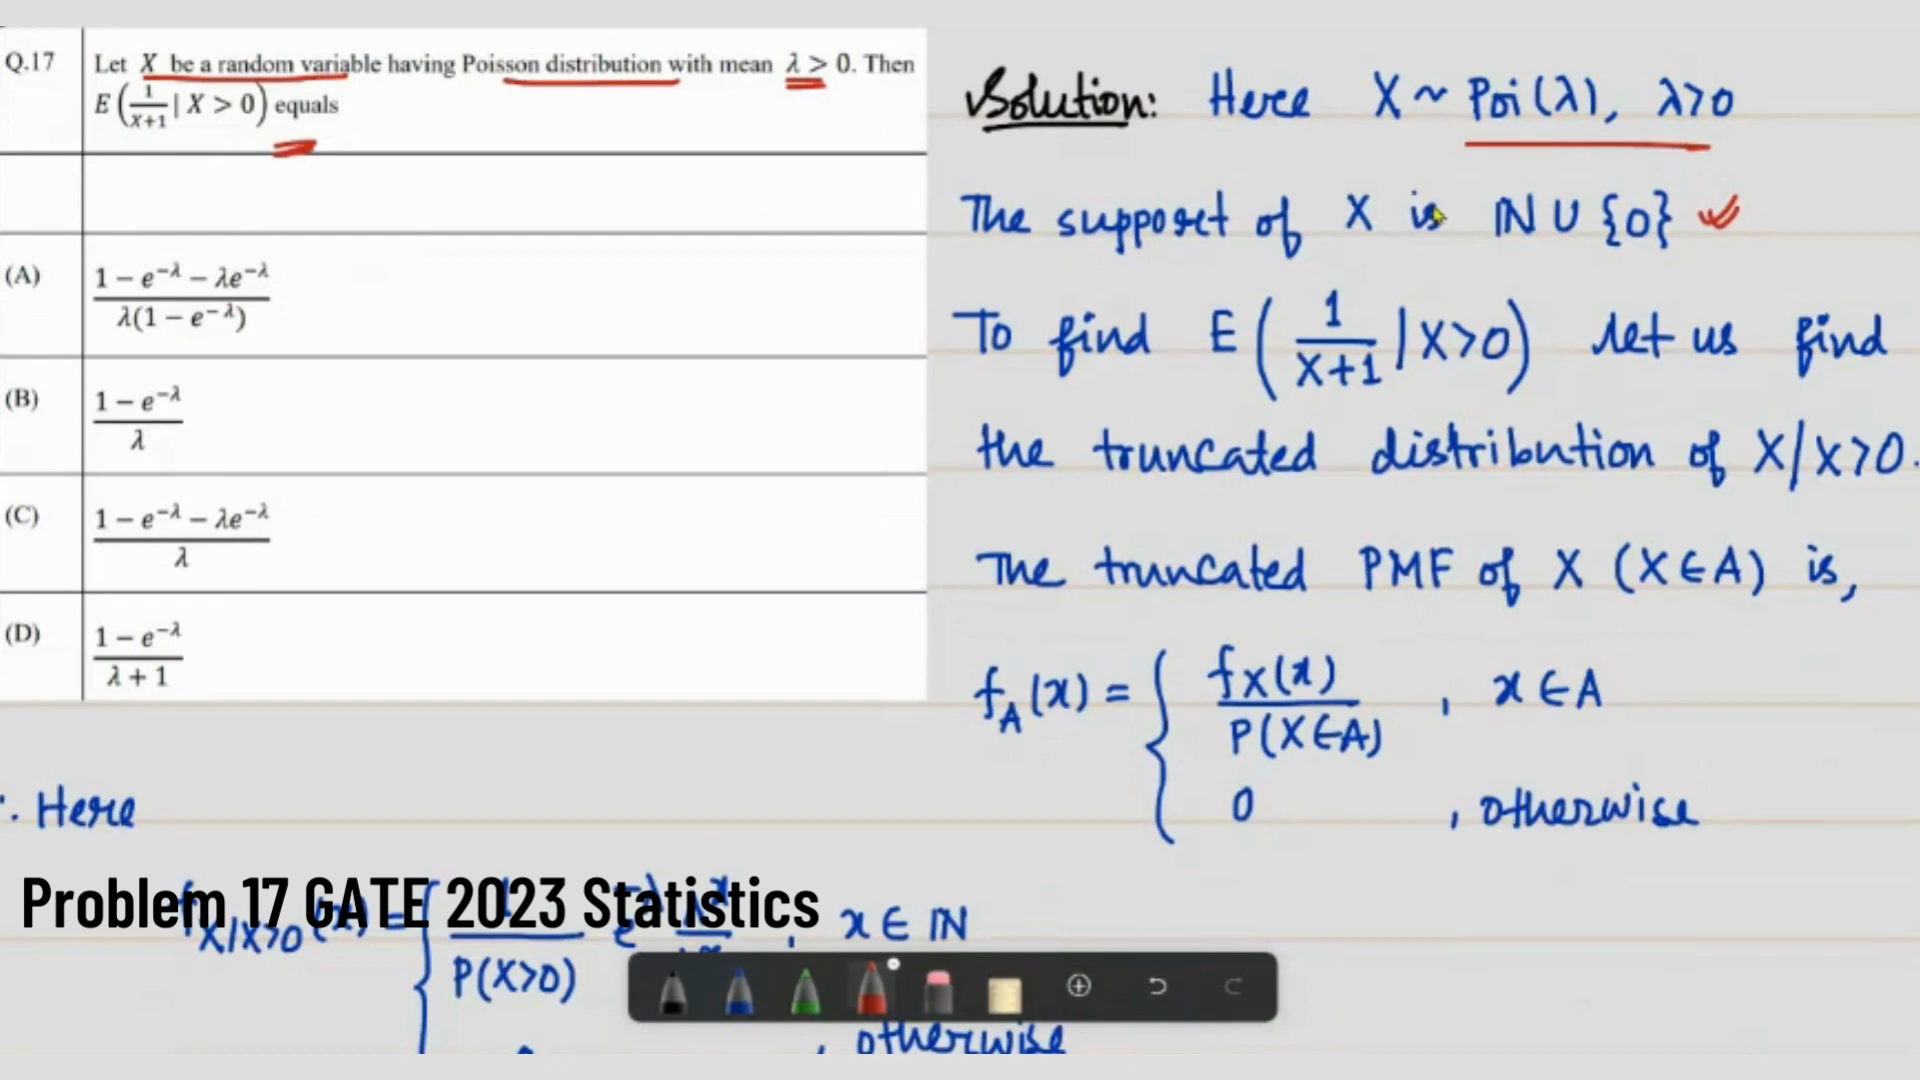 Q.17 Let X be a random variable having Poisson distribution with mean λ > 0. Then
E(1/(X+1) | X > 0) equals
(A) (1 − e^−λ − λe^−λ) / (λ(1 − e^−λ))
(B) (1 − e^−λ) / λ
(C) (1 − e^−λ − λe^−λ) / λ
(D) (1 − e^−λ) / (λ + 1)
Solution: Here X ~ Poi(λ), λ>0
The support of X is ℕ ∪ {0}
To find E(1/(X+1) | X>0) let us find
the truncated distribution of X/X>0.
The truncated PMF of X (X∈A) is,
f_A(x) = { f_X(x) / P(X∈A) , x∈A
0 , otherwise
∴ Here
Problem 17 GATE 2023 Statistics
f_X/X>0 (x) = { 1 / P(X>0) , x ∈ ℕ
, otherwise